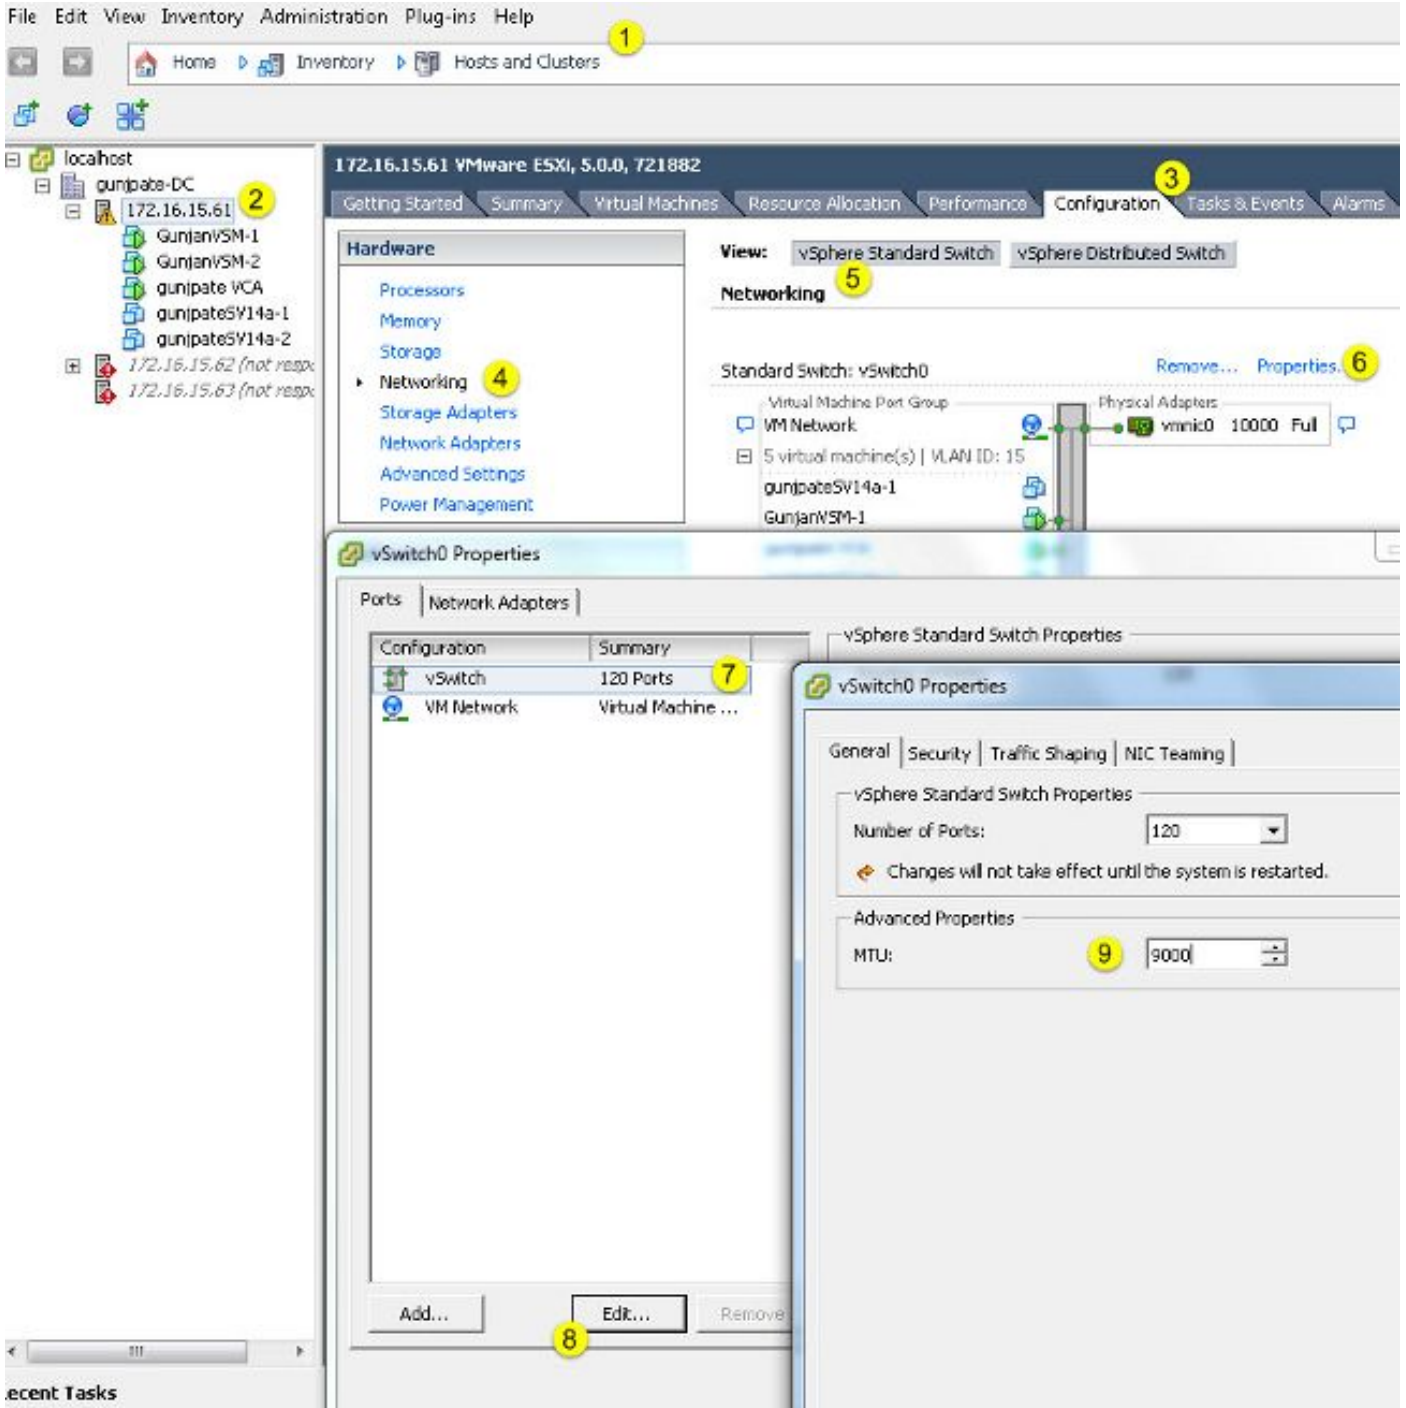 File Edit View Inventory Administration Plug-ins Help
1
Home Inventory Hosts and Clusters
localhost
gunjpate-DC
172.16.15.61 2
GunjanVSM-1
GunjanVSM-2
gunjpate VCA
gunjpateSV14a-1
gunjpateSV14a-2
172.16.15.62 (not resp
172.16.15.63 (not resp
172.16.15.61 VMware ESXi, 5.0.0, 721882
3
Getting Started Summary Virtual Machines Resource Allocation Performance Configuration Tasks & Events Alarms
Hardware
Processors
Memory
Storage
Networking 4
Storage Adapters
Network Adapters
Advanced Settings
Power Management
View: vSphere Standard Switch vSphere Distributed Switch
5
Networking
Standard Switch: vSwitch0 Remove... Properties.. 6
Virtual Machine Port Group Physical Adapters
VM Network vmnic0 10000 Full
5 virtual machine(s) | VLAN ID: 15
gunjpateSV14a-1
GunjanVSM-1
vSwitch0 Properties
Ports Network Adapters
Configuration Summary
vSwitch 120 Ports 7
VM Network Virtual Machine ...
Add... Edit... Remove
8
vSphere Standard Switch Properties
vSwitch0 Properties
General Security Traffic Shaping NIC Teaming
vSphere Standard Switch Properties
Number of Ports: 120
Changes will not take effect until the system is restarted.
Advanced Properties
MTU: 9 9000
ecent Tasks